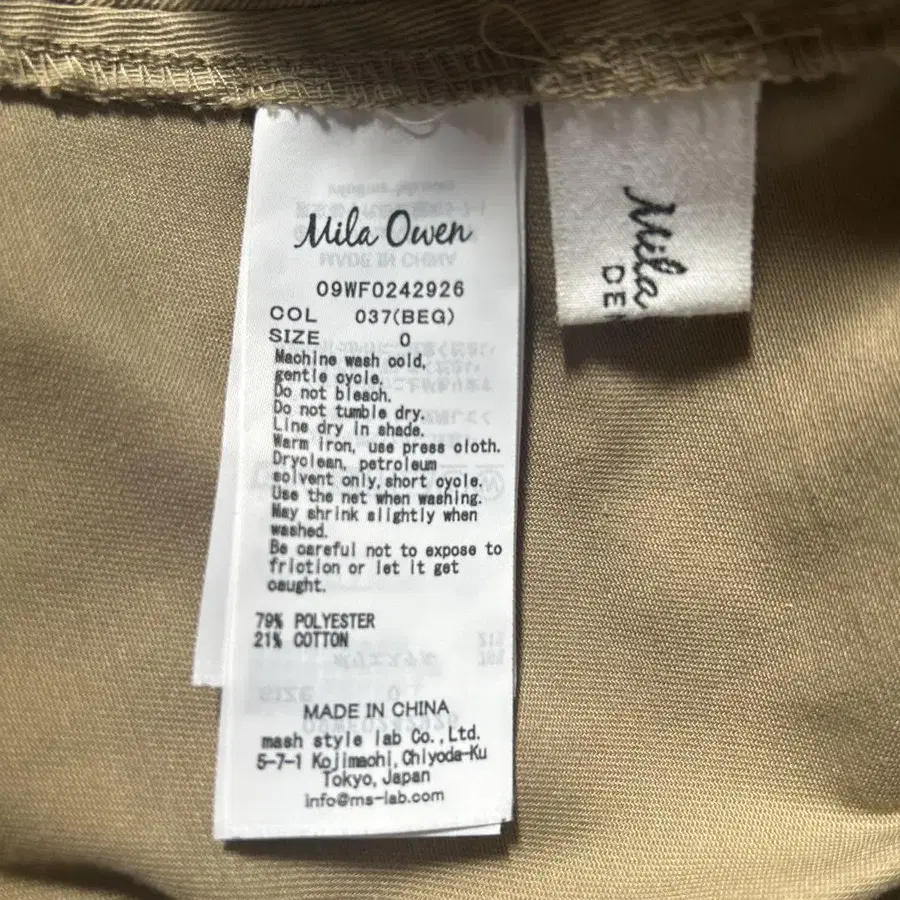 Mila Owen
09WF0242926
COL 037(BEG)
SIZE 0
Machine wash cold,
gentle cycle.
Do not bleach.
Do not tumble dry.
Line dry in shade.
Warm iron, use press cloth.
Dryclean, petroleum
solvent only, short cycle.
Use the net when washing.
May shrink slightly when
washed.
Be careful not to expose to
friction or let it get
caught.
79% POLYESTER
21% COTTON
MADE IN CHINA
mash style lab Co.,Ltd.
5-7-1 Kojimachi, Chiyoda-Ku
Tokyo, Japan
info@ms-lab.com
Mila
DE